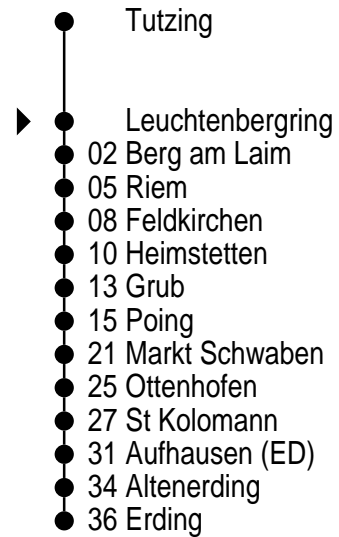 Tutzing
Leuchtenbergring
02 Berg am Laim
05 Riem
08 Feldkirchen
10 Heimstetten
13 Grub
15 Poing
21 Markt Schwaben
25 Ottenhofen
27 St Kolomann
31 Aufhausen (ED)
34 Altenerding
36 Erding